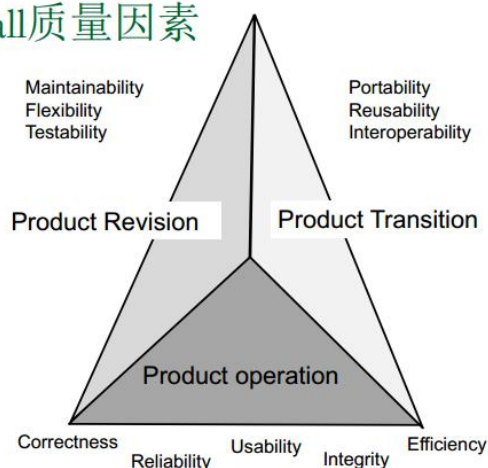 all质量因素
Maintainability
Flexibility
Testability
Portability
Reusability
Interoperability
Product Revision
Product Transition
Product operation
Correctness
Reliability
Usability
Integrity
Efficiency